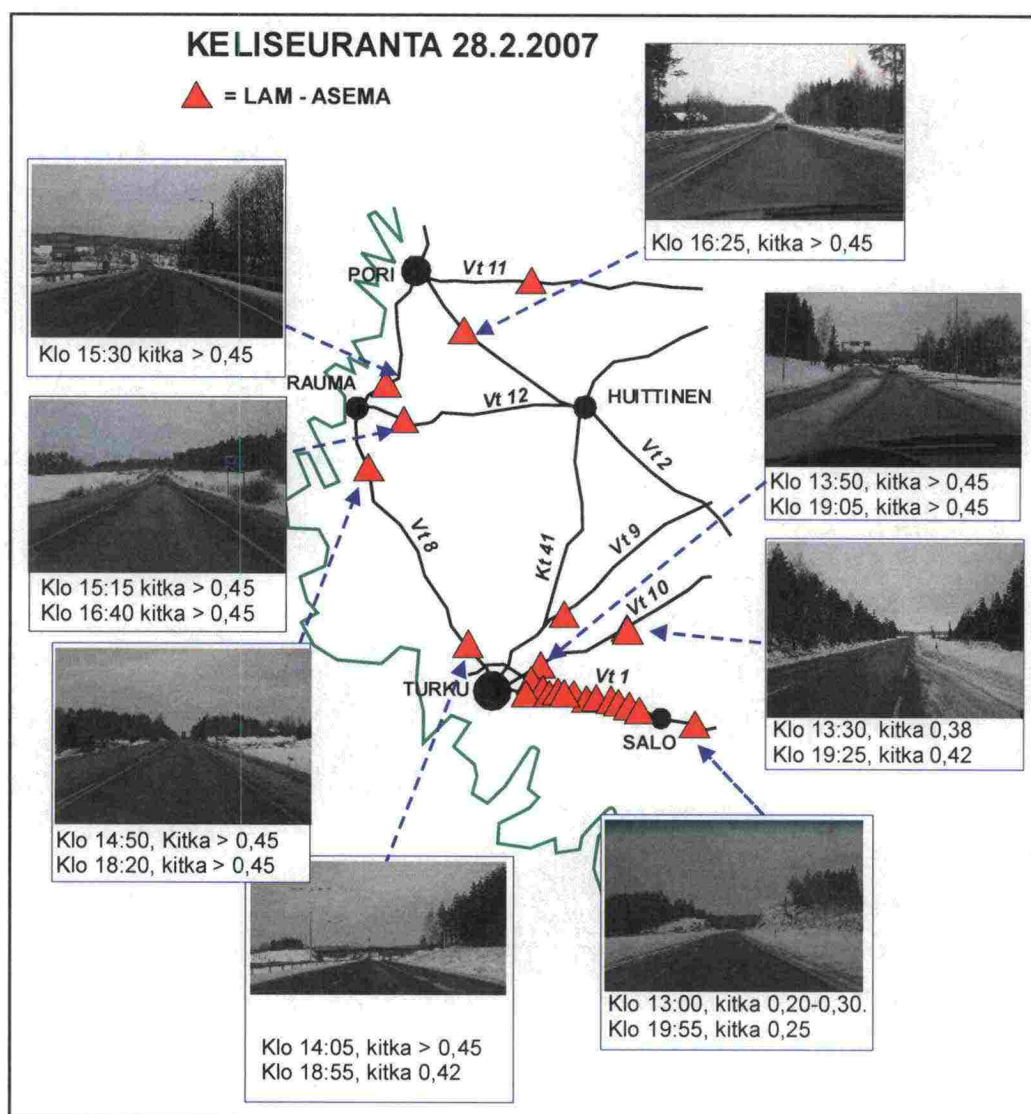 KELISEURANTA 28.2.2007
= LAM - ASEMA
Klo 16:25, kitka > 0,45
Klo 15:30 kitka > 0,45
PORI
Vt 11
RAUMA
Vt 12
HUITTINEN
Vt 2
Klo 13:50, kitka > 0,45
Klo 19:05, kitka > 0,45
Klo 15:15 kitka > 0,45
Klo 16:40 kitka > 0,45
Vt 8
Kt 41
Vt 9
Vt 10
Klo 13:30, kitka 0,38
Klo 19:25, kitka 0,42
TURKU
Vt 1
SALO
Klo 14:50, Kitka > 0,45
Klo 18:20, kitka > 0,45
Klo 13:00, kitka 0,20-0,30.
Klo 19:55, kitka 0,25
Klo 14:05, kitka > 0,45
Klo 18:55, kitka 0,42